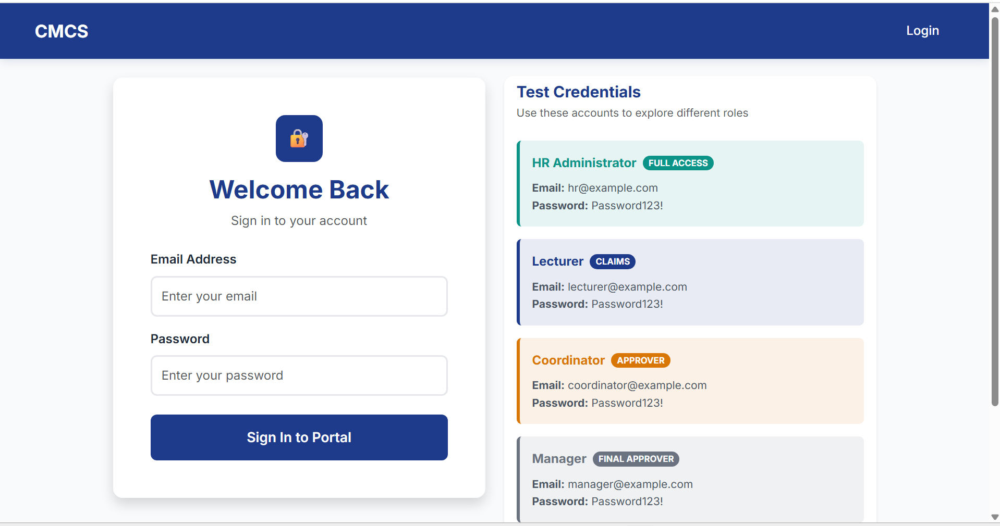 CMCS
Login
Welcome Back
Sign in to your account
Email Address
Enter your email
Password
Enter your password
Sign In to Portal
Test Credentials
Use these accounts to explore different roles
HR Administrator FULL ACCESS
Email: hr@example.com
Password: Password123!
Lecturer CLAIMS
Email: lecturer@example.com
Password: Password123!
Coordinator APPROVER
Email: coordinator@example.com
Password: Password123!
Manager FINAL APPROVER
Email: manager@example.com
Password: Password123!